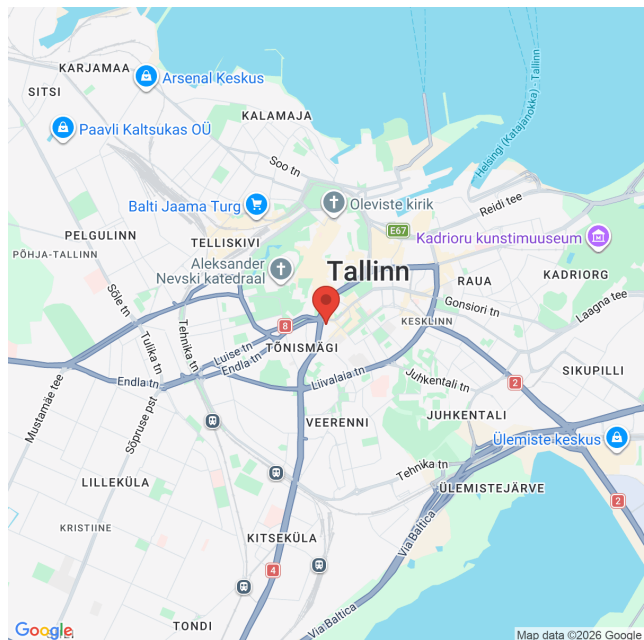 KARJAMAA
Arsenal Keskus
SITSI
KALAMAJA
Paavli Kaltsukas OÜ
Helsingi (Katajanokka) - Tallinn
Soo tn
Balti Jaama Turg
Oleviste kirik
Reidi tee
E67
PELGULINN
TELLISKIVI
Kadrioru kunstimuuseum
PÕHJA-TALLINN
Aleksander
Nevski katedraal
Tallinn
RAUA
KADRIORG
Sõle tn
Gonsiori tn
Laagna tee
Tulika tn
Tehnika tn
8
KESKLINN
Luise tn
TÕNISMÄGI
Endla tn
Endla tn
Liivalaia tn
Juhkentali tn
2
SIKUPILLI
Mustamäe tee
Sõpruse pst.
VEERENNI
JUHKENTALI
Ülemiste keskus
Tehnika tn
LILLEKÜLA
ÜLEMISTEJÄRVE
2
KRISTIINE
KITSEKÜLA
Via Baltica
4
TONDI
Via Baltica
Google
Map data ©2026 Google